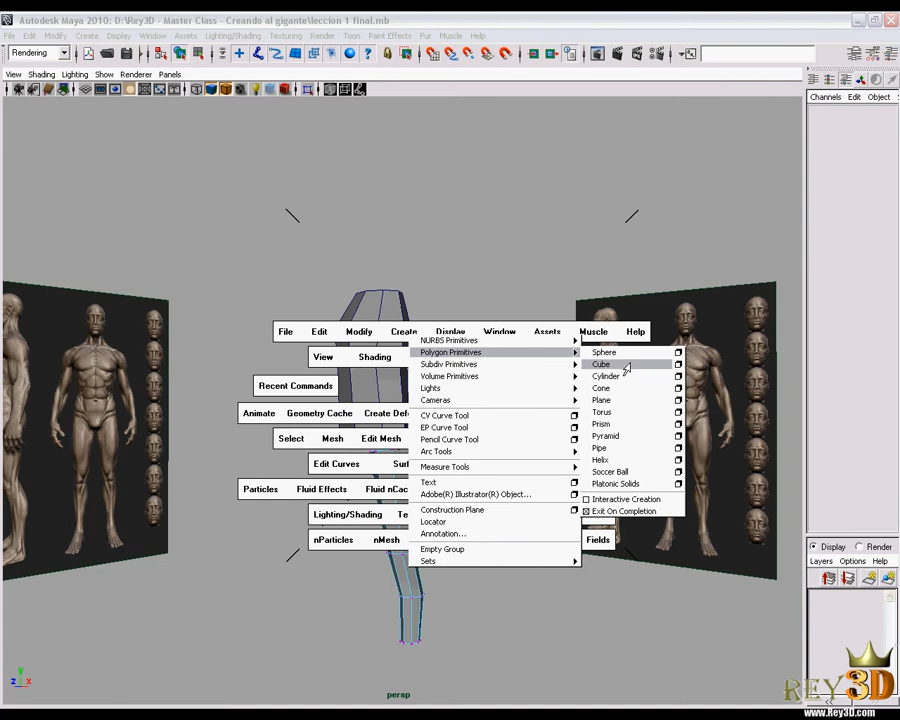 Autodesk Maya 2010: D:\Rey3D - Master Class - Creando al gigante\leccion 1 final.mb
File Edit Modify Create Display Window Assets Lighting/Shading Texturing Render Toon Paint Effects Fur Muscle Help
Rendering
View Shading Lighting Show Renderer Panels
Channels Edit Object
File Edit Modify Create Display Window Assets Muscle Help
NURBS Primitives
Polygon Primitives
Subdiv Primitives
Volume Primitives
Lights
Cameras
CV Curve Tool
EP Curve Tool
Pencil Curve Tool
Arc Tools
Measure Tools
Text
Adobe(R) Illustrator(R) Object...
Construction Plane
Locator
Annotation...
Empty Group
Sets
Sphere
Cube
Cylinder
Cone
Plane
Torus
Prism
Pyramid
Pipe
Helix
Soccer Ball
Platonic Solids
Interactive Creation
Exit On Completion
View Shading
Recent Commands
Animate Geometry Cache Create Def
Select Mesh Edit Mesh
Edit Curves Surf
Particles Fluid Effects Fluid nCac
Lighting/Shading Te
nParticles nMesh Fields
Display Render
Layers Options Help
y
z x
persp
REY3D
www.Rey3D.com